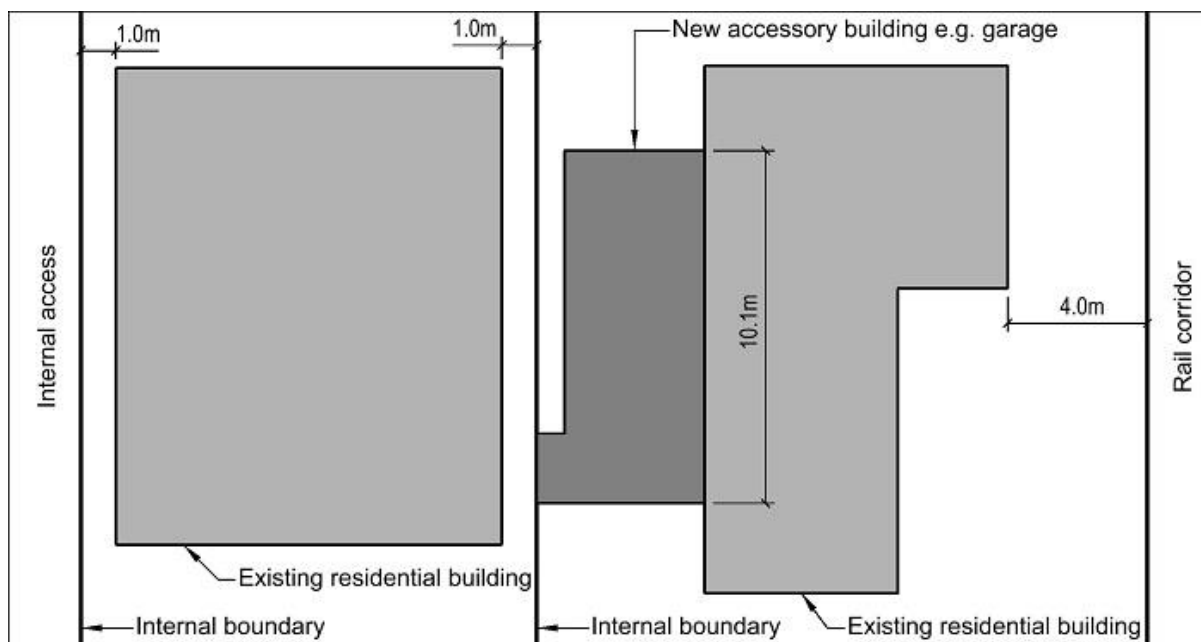 1.0m
1.0m
New accessory building e.g. garage
Internal access
10.1m
4.0m
Rail corridor
Existing residential building
Internal boundary
Internal boundary
Existing residential building